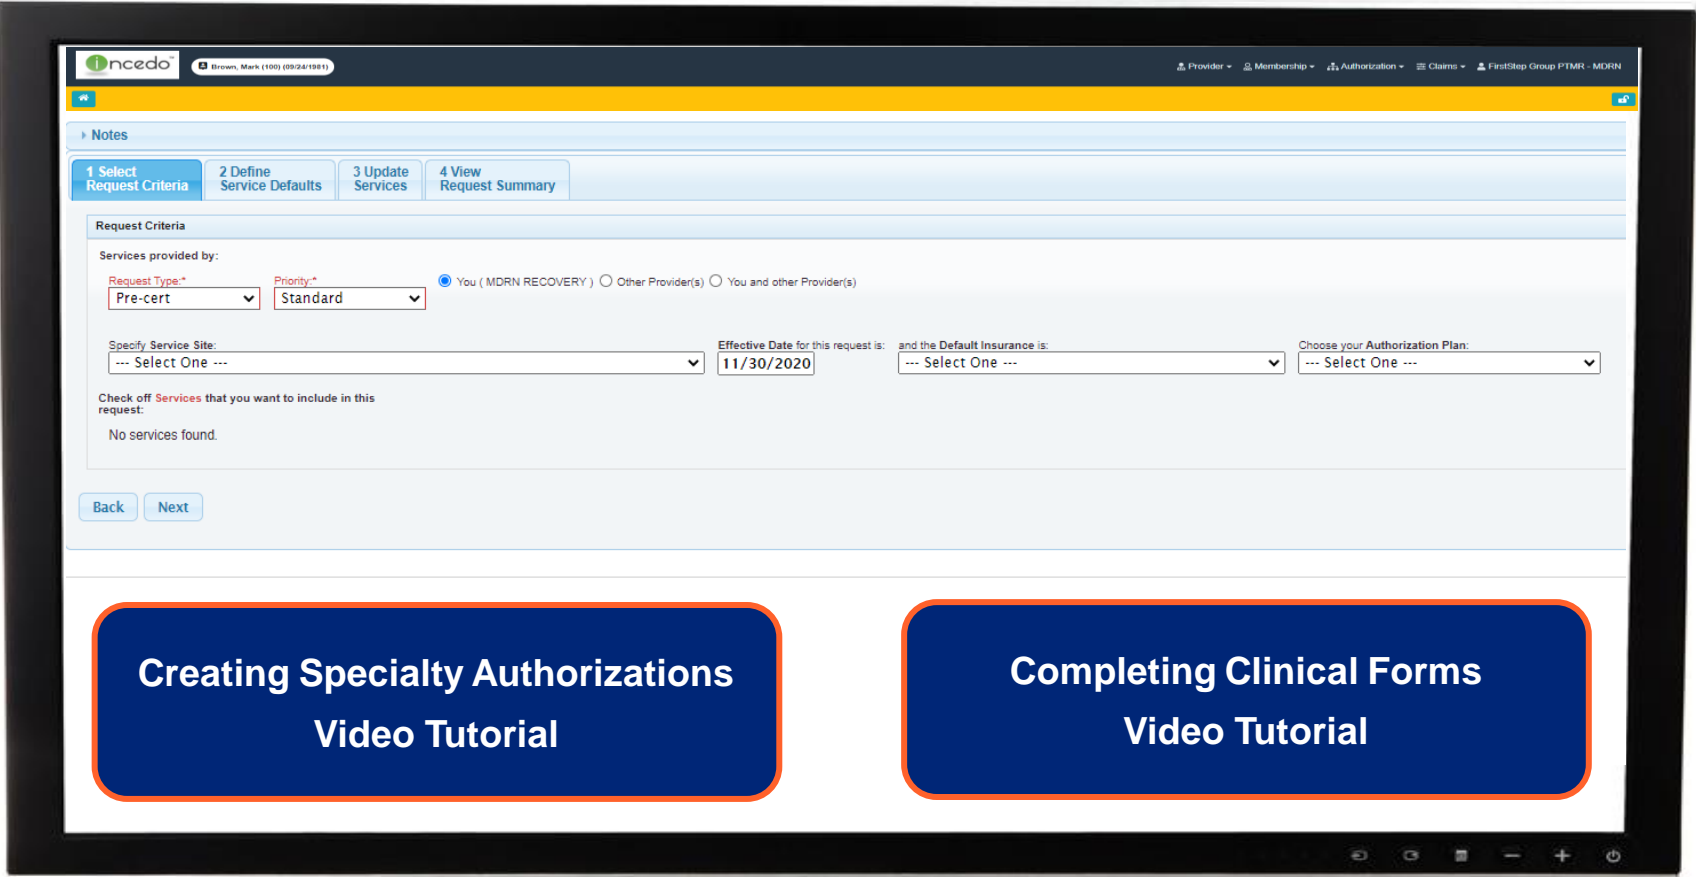 incedo™
Brown, Mark (100) (09/24/1981)
Provider
Membership
Authorization
Claims
FirstStep Group PTMR - MDRN
Notes
1 Select
Request Criteria
2 Define
Service Defaults
3 Update
Services
4 View
Request Summary
Request Criteria
Services provided by:
Request Type:*
Priority:*
Pre-cert
Standard
You ( MDRN RECOVERY )
Other Provider(s)
You and other Provider(s)
Specify Service Site:
Effective Date for this request is:
and the Default Insurance is:
Choose your Authorization Plan:
--- Select One ---
11/30/2020
--- Select One ---
--- Select One ---
Check off Services that you want to include in this
request:
No services found.
Back
Next
Creating Specialty Authorizations
Video Tutorial
Completing Clinical Forms
Video Tutorial